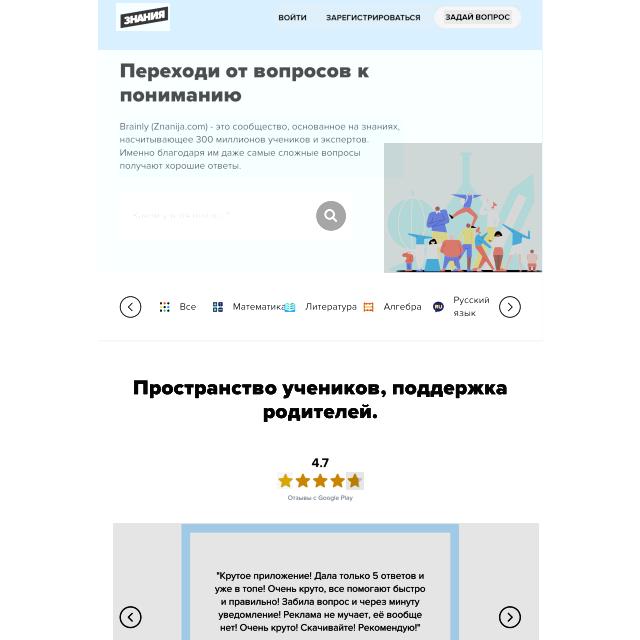 ЗНАНИЯ
ВОЙТИ ЗАРЕГИСТРИРОВАТЬСЯ ЗАДАЙ ВОПРОС
Переходи от вопросов к
пониманию
Brainly (Znanija.com) - это сообщество, основанное на знаниях,
насчитывающее 300 миллионов учеников и экспертов.
Именно благодаря им даже самые сложные вопросы
получают хорошие ответы.
Все Математика Литература Алгебра Русский
язык
Пространство учеников, поддержка
родителей.
4.7
Отзывы с Google Play
"Крутое приложение! Дала только 5 ответов и
уже в топе! Очень круто, все помогают быстро
и правильно! Забила вопрос и через минуту
уведомление! Реклама не мучает, её вообще
нет! Очень круто! Скачивайте! Рекомендую!"